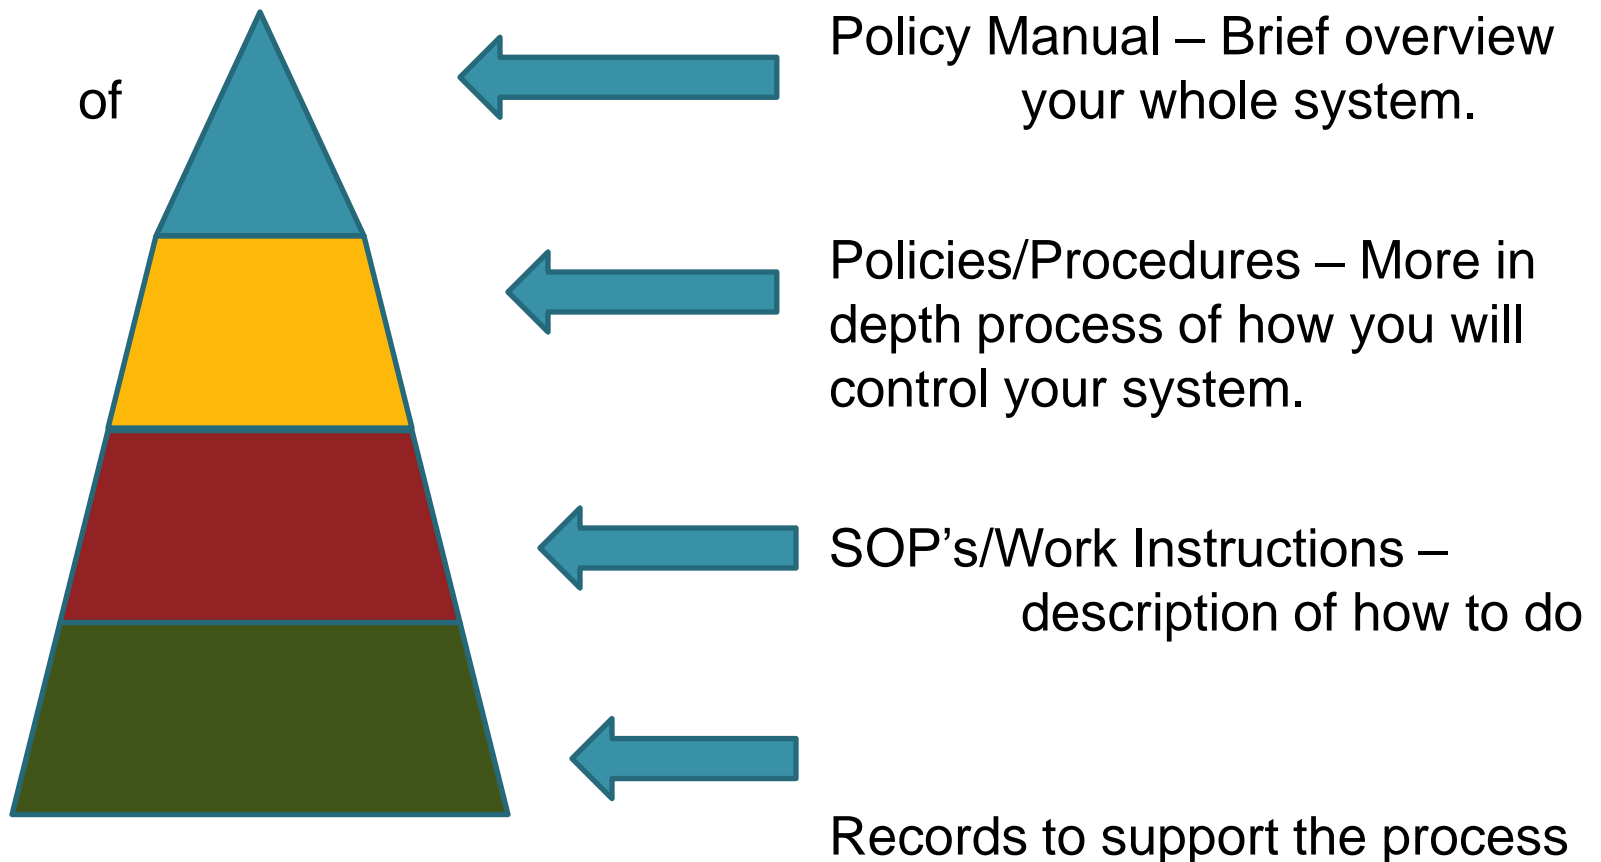 Policy Manual – Brief overview
of your whole system.
Policies/Procedures – More in
depth process of how you will
control your system.
SOP’s/Work Instructions –
description of how to do
Records to support the process